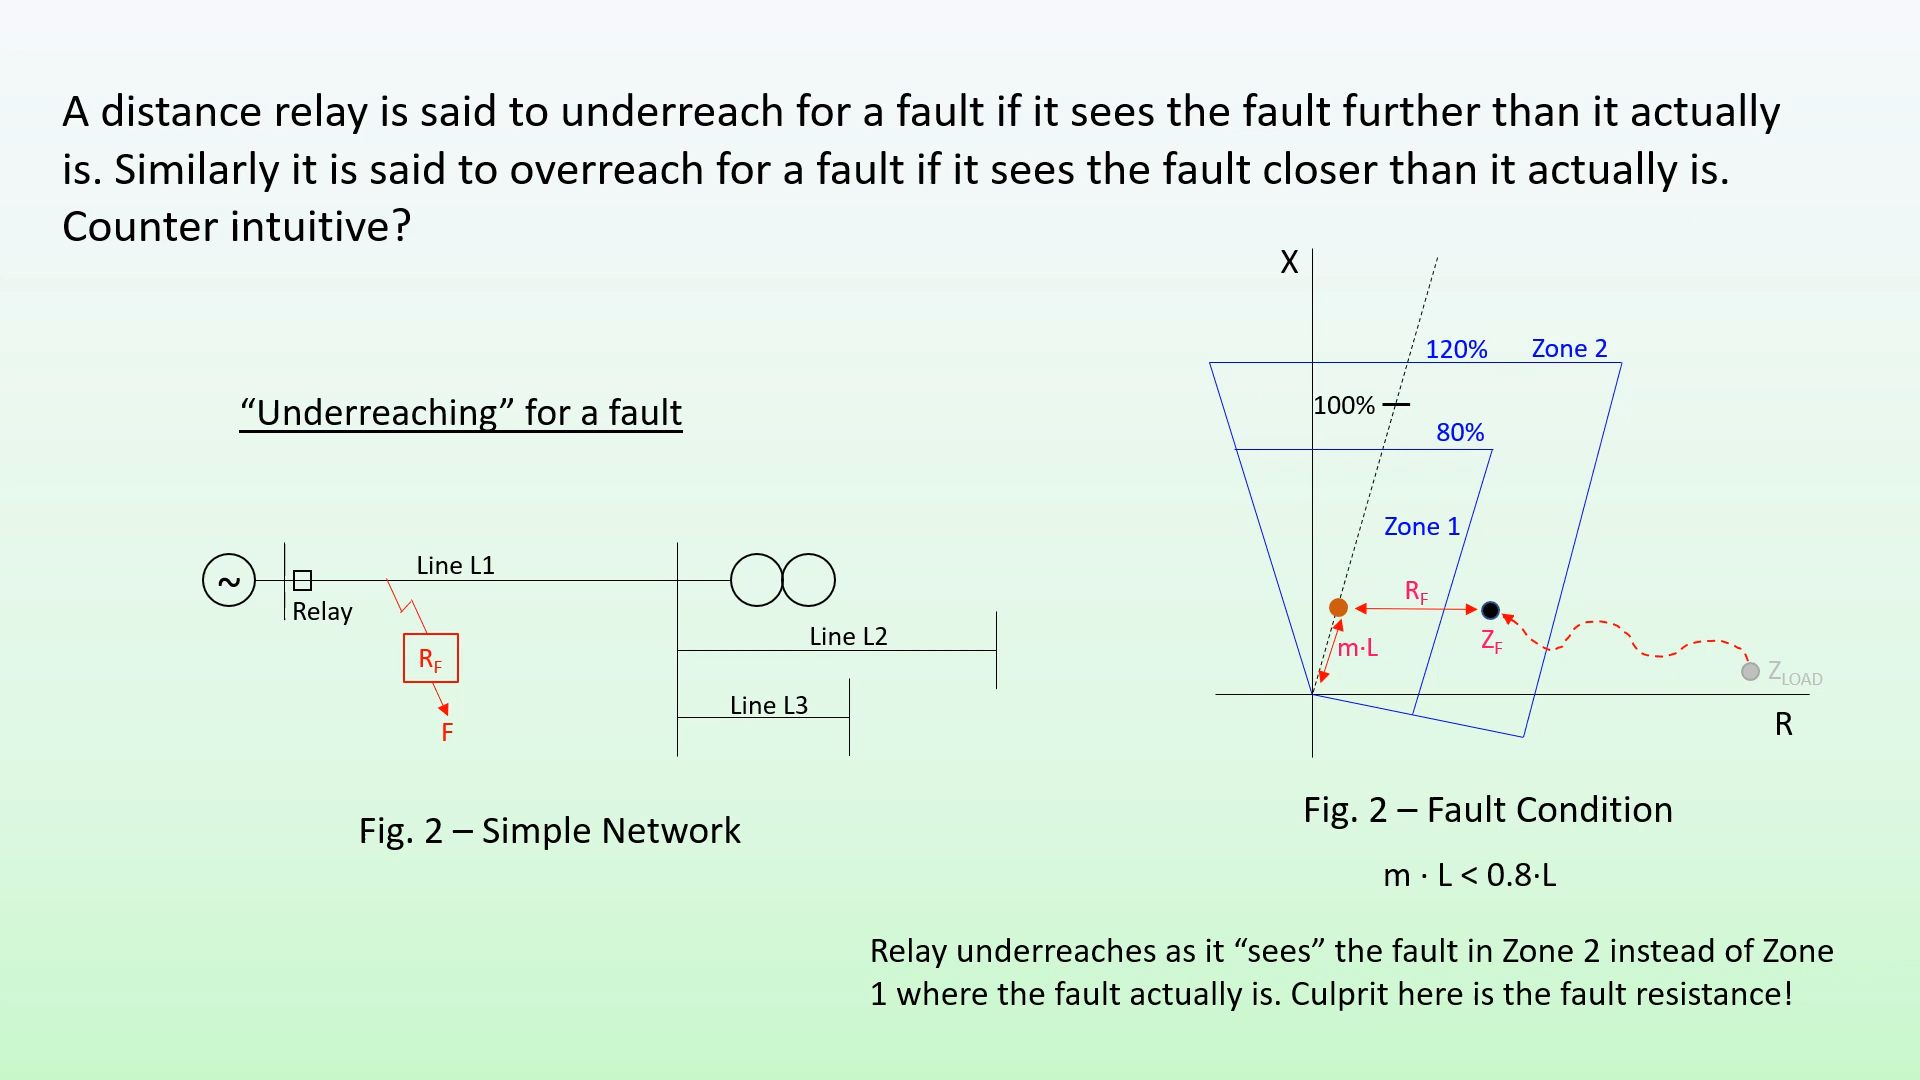 A distance relay is said to underreach for a fault if it sees the fault further than it actually
is. Similarly it is said to overreach for a fault if it sees the fault closer than it actually is.
Counter intuitive?
“Underreaching” for a fault
~
Line L1
Relay
R_F
F
Line L2
Line L3
Fig. 2 – Simple Network
X
120%
Zone 2
100%
80%
Zone 1
R_F
m·L
Z_F
Z_LOAD
R
Fig. 2 – Fault Condition
m · L < 0.8·L
Relay underreaches as it “sees” the fault in Zone 2 instead of Zone
1 where the fault actually is. Culprit here is the fault resistance!